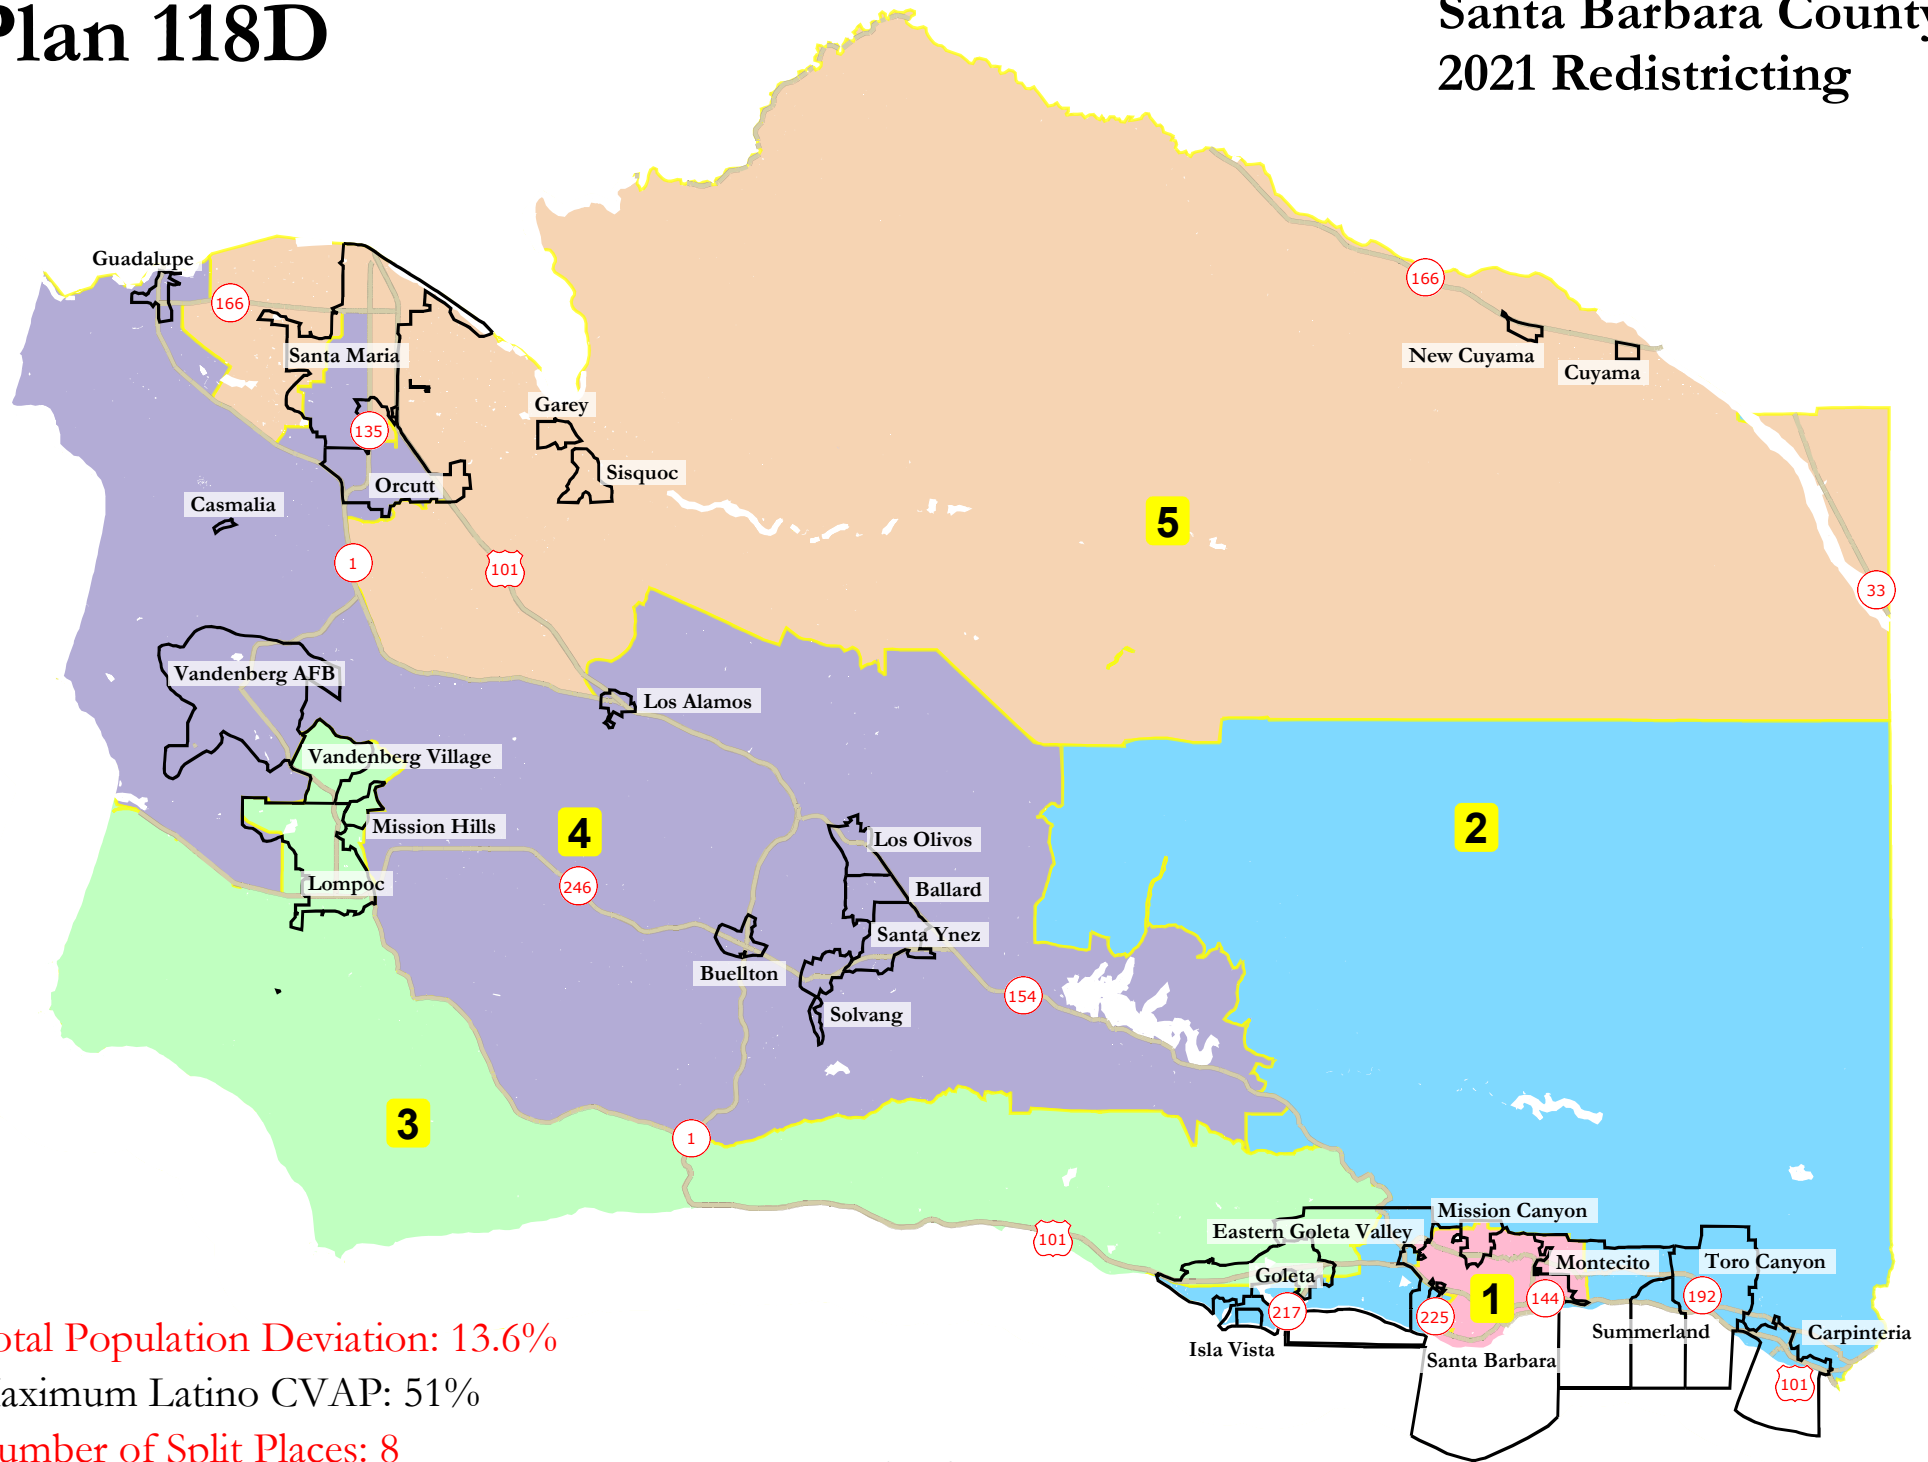 Plan 118D
Santa Barbara County
2021 Redistricting
Guadalupe
166
166
Santa Maria
New Cuyama
Cuyama
Garey
135
Sisquoc
Orcutt
Casmalia
5
1
101
33
Vandenberg AFB
Los Alamos
Vandenberg Village
Mission Hills
4
2
Los Olivos
246
Lompoc
Ballard
Santa Ynez
Buellton
154
Solvang
3
1
101
Mission Canyon
Eastern Goleta Valley
Goleta
Montecito
Toro Canyon
217
225
1
144
192
Isla Vista
Santa Barbara
Summerland
Carpinteria
101
otal Population Deviation: 13.6%
aximum Latino CVAP: 51%
umber of Split Places: 8